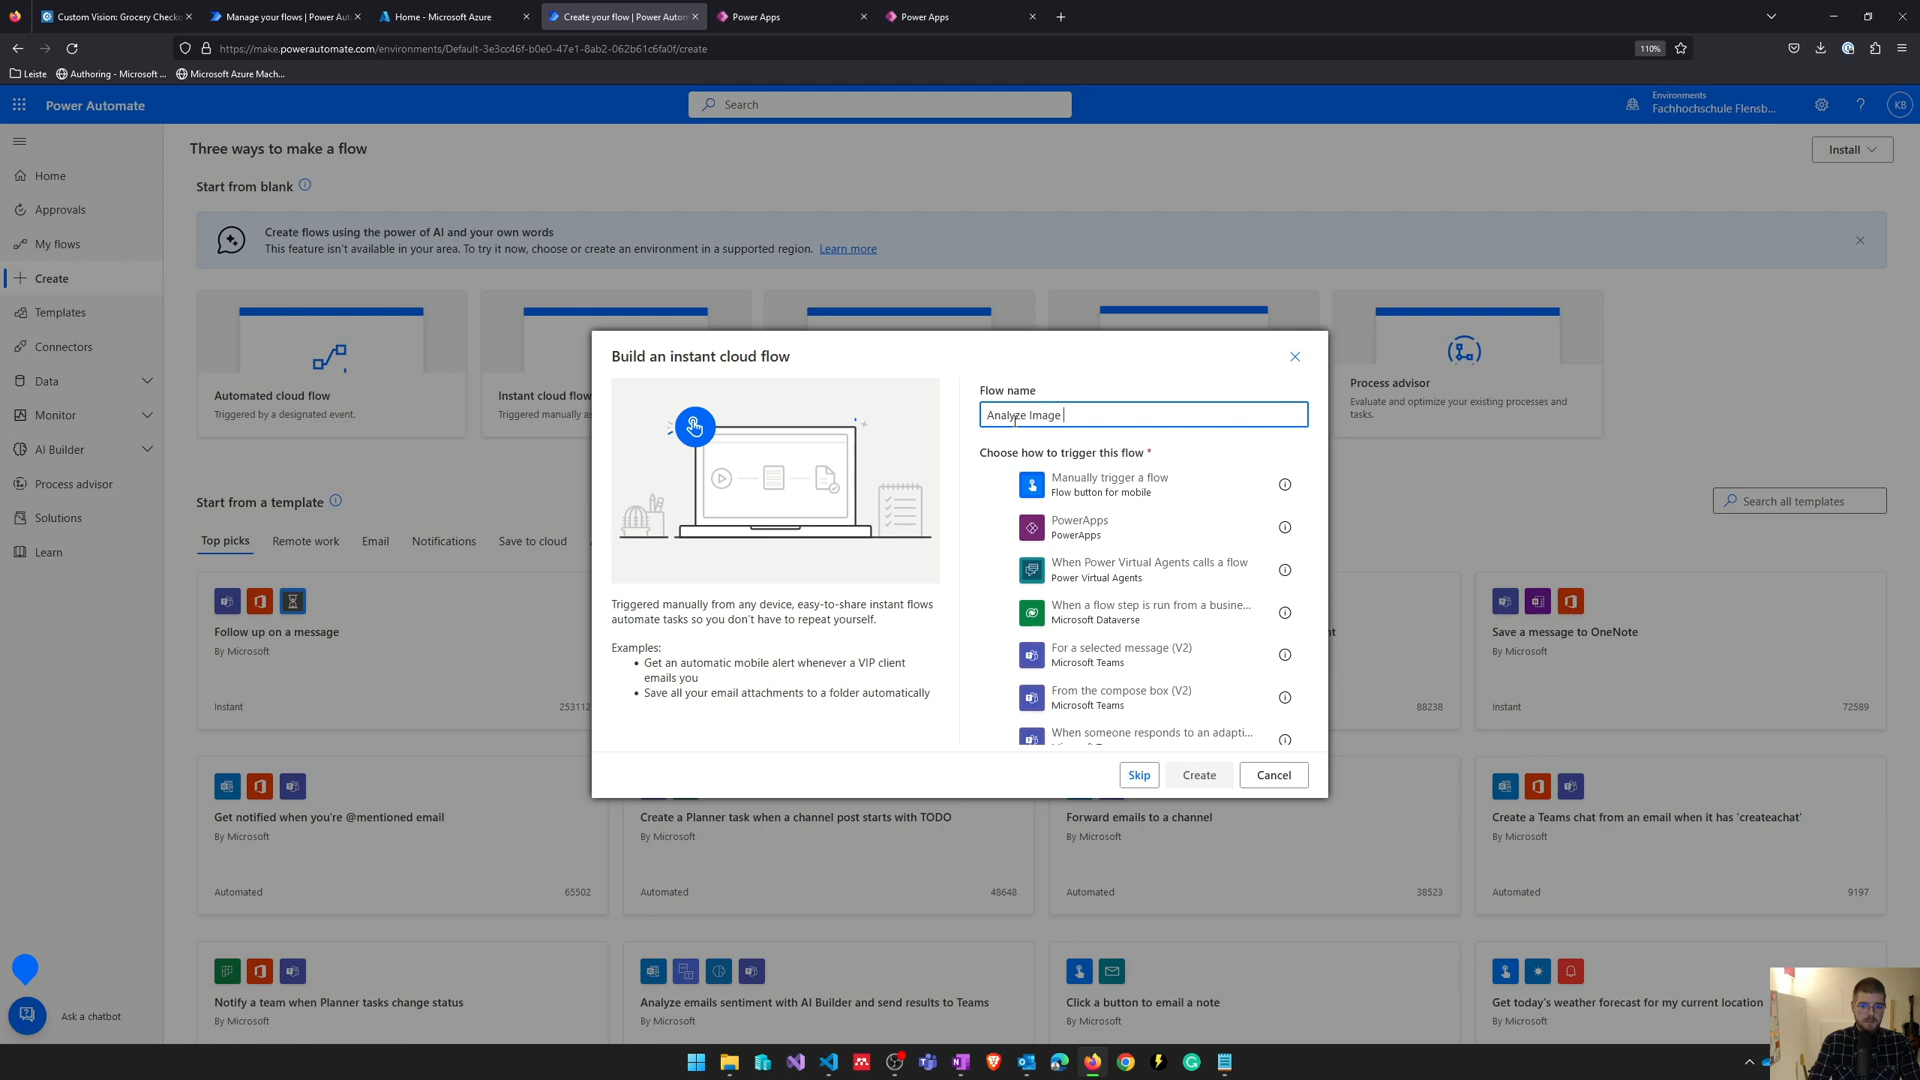 Custom Vision: Grocery Checko
Manage your flows | Power Aut
Home - Microsoft Azure
Create your flow | Power Autom
Power Apps
Power Apps
https://make.powerautomate.com/environments/Default-3e3cc46f-b0e0-47e1-8ab2-062b61c6fa0f/create
110%
Leiste
Authoring - Microsoft ...
Microsoft Azure Mach...
Power Automate
Search
Environments
Fachhochschule Flensb...
KB
Three ways to make a flow
Install
Home
Start from blank
Approvals
Create flows using the power of AI and your own words
This feature isn't available in your area. To try it now, choose or create an environment in a supported region. Learn more
My flows
Create
Templates
Connectors
Data
Monitor
AI Builder
Process advisor
Solutions
Learn
Automated cloud flow
Triggered by a designated event.
Instant cloud flow
Triggered manually as
Process advisor
Evaluate and optimize your existing processes and
tasks.
Build an instant cloud flow
Flow name
Analyze Image
Choose how to trigger this flow *
Manually trigger a flow
Flow button for mobile
PowerApps
PowerApps
When Power Virtual Agents calls a flow
Power Virtual Agents
When a flow step is run from a busine...
Microsoft Dataverse
For a selected message (V2)
Microsoft Teams
From the compose box (V2)
Microsoft Teams
When someone responds to an adapti...
Triggered manually from any device, easy-to-share instant flows
automate tasks so you don't have to repeat yourself.
Examples:
• Get an automatic mobile alert whenever a VIP client
emails you
• Save all your email attachments to a folder automatically
Skip
Create
Cancel
Start from a template
Search all templates
Top picks
Remote work
Email
Notifications
Save to cloud
Follow up on a message
By Microsoft
Instant
253112
88238
Save a message to OneNote
By Microsoft
Instant
72589
Get notified when you're @mentioned email
By Microsoft
Automated
65502
Create a Planner task when a channel post starts with TODO
By Microsoft
Automated
48648
Forward emails to a channel
By Microsoft
Automated
38523
Create a Teams chat from an email when it has 'createachat'
By Microsoft
Automated
9197
Notify a team when Planner tasks change status
By Microsoft
Analyze emails sentiment with AI Builder and send results to Teams
By Microsoft
Click a button to email a note
By Microsoft
Get today's weather forecast for my current location
By Microsoft
Ask a chatbot